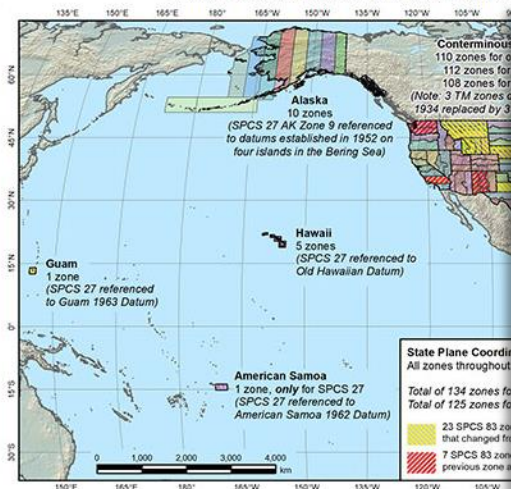 135°E 150°E 165°E 180° 165°W 150°W 135°W 120°W 105°W
60°N
45°N
30°N
15°N
0°
15°S
30°S
Conterminous
110 zones for
112 zones for
108 zones for
(Note: 3 TM zones
1934 replaced by 3
Alaska
10 zones
(SPCS 27 AK Zone 9 referenced
to datums established in 1952 on
four islands in the Bering Sea)
Hawaii
5 zones
(SPCS 27 referenced to
Old Hawaiian Datum)
Guam
1 zone
(SPCS 27 referenced
to Guam 1963 Datum)
American Samoa
1 zone, only for SPCS 27
(SPCS 27 referenced to
American Samoa 1962 Datum)
State Plane Coordin
All zones throughout
Total of 134 zones fo
Total of 125 zones fo
23 SPCS 83 zon
that changed fro
7 SPCS 83 zone
previous zone a
0 1,000 2,000 3,000 4,000
km
150°E 165°E 180° 165°W 150°W 135°W 120°W